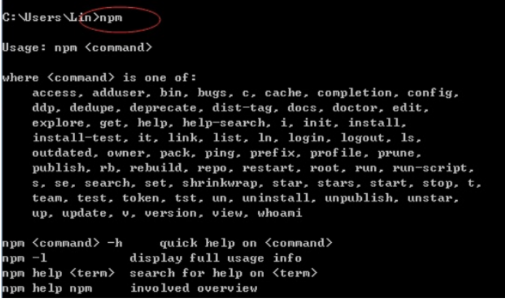 C:\Users\Lin>npm
Usage: npm <command>
where <command> is one of:
access, adduser, bin, bugs, c, cache, completion, config,
ddp, dedupe, deprecate, dist-tag, docs, doctor, edit,
explore, get, help, help-search, i, init, install,
install-test, it, link, list, ln, login, logout, ls,
outdated, owner, pack, ping, prefix, profile, prune,
publish, rb, rebuild, repo, restart, root, run, run-script,
s, se, search, set, shrinkwrap, star, stars, start, stop, t,
team, test, token, tst, un, uninstall, unpublish, unstar,
up, update, v, version, view, whoami
npm <command> -h     quick help on <command>
npm -l           display full usage info
npm help <term>  search for help on <term>
npm help npm     involved overview